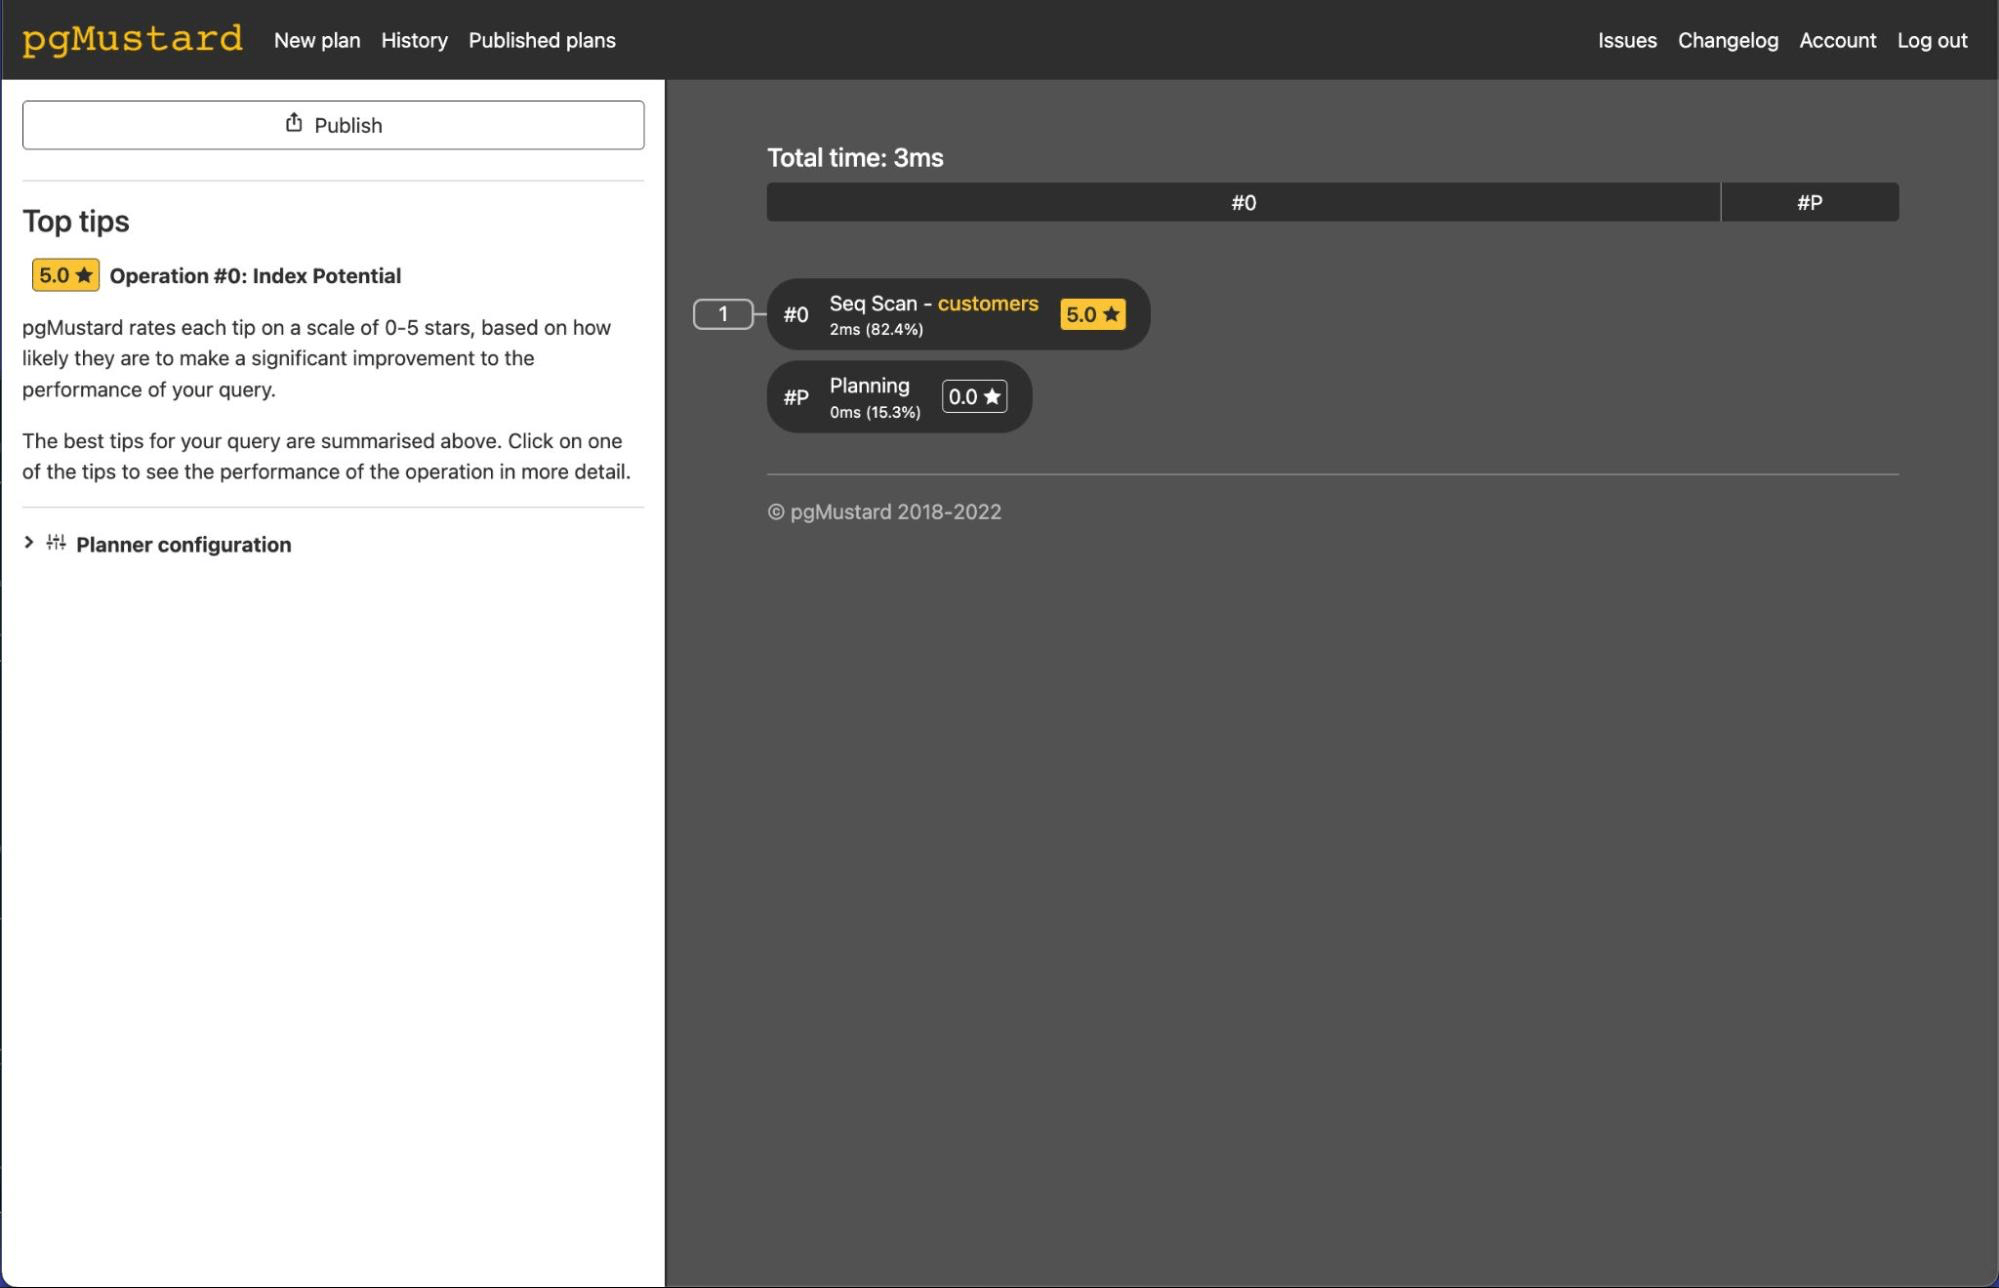 pgMustard New plan History Published plans Issues Changelog Account Log out
Publish
Top tips
5.0 ★ Operation #0: Index Potential
pgMustard rates each tip on a scale of 0-5 stars, based on how
likely they are to make a significant improvement to the
performance of your query.
The best tips for your query are summarised above. Click on one
of the tips to see the performance of the operation in more detail.
Planner configuration
Total time: 3ms
#0 #P
1 #0 Seq Scan - customers 5.0 ★
2ms (82.4%)
#P Planning 0.0 ★
0ms (15.3%)
© pgMustard 2018-2022